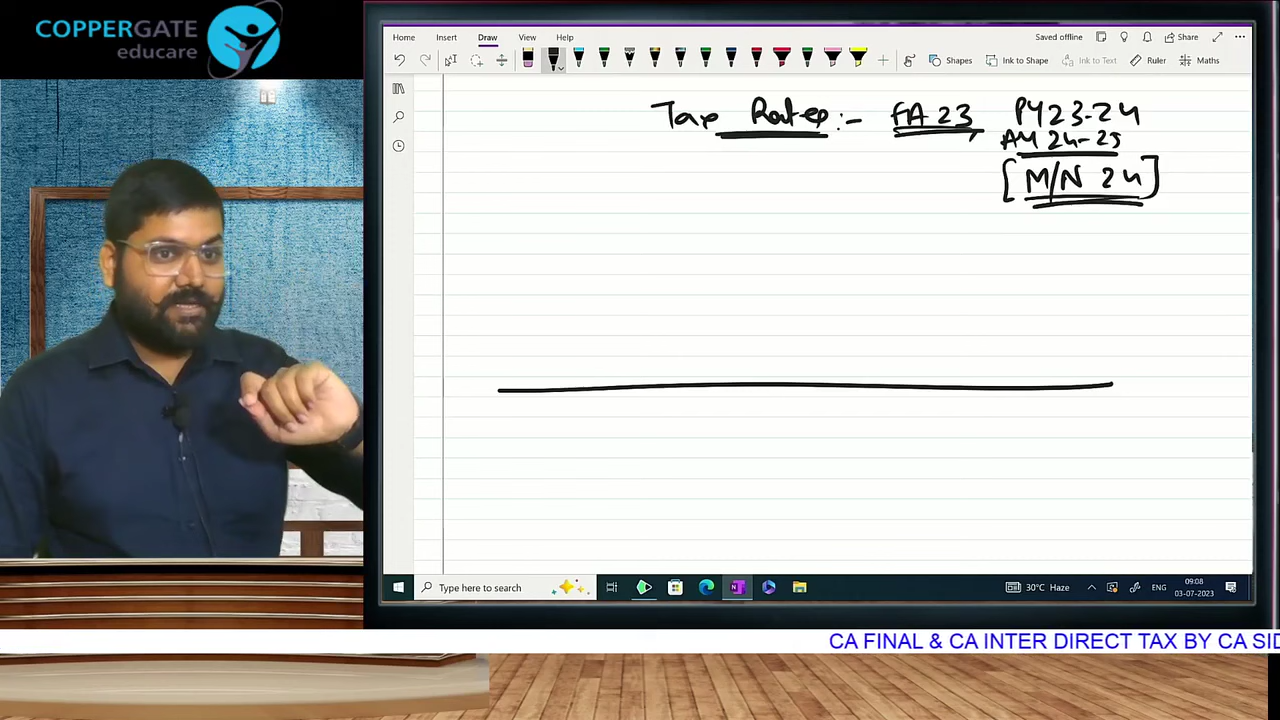 COPPERGATE
educare
Home Insert Draw View Help
Saved offline
Share
Shapes
Ink to Shape
Ink to Text
Ruler
Maths
Tax Rates :- FA 23 PY 23-24
AY 24-25
[M/N 24]
Type here to search
30°C Haze
ENG
09:08
03-07-2023
CA FINAL & CA INTER DIRECT TAX BY CA SID